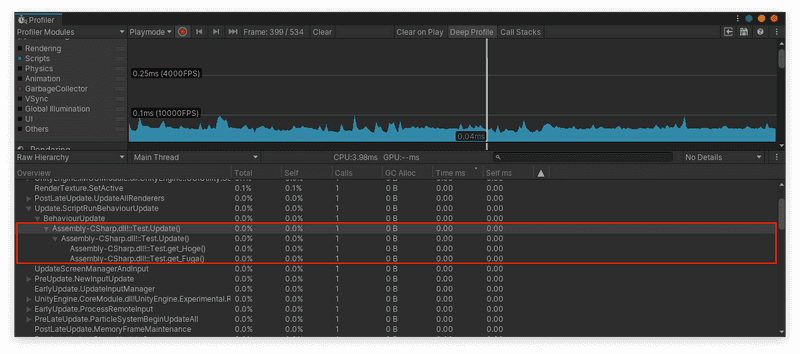 Profiler
Profiler Modules Playmode Frame: 399 / 534 Clear Clear on Play Deep Profile Call Stacks
Rendering
Scripts
Physics
Animation
GarbageCollector
VSync
Global Illumination
UI
Others
Rendering
0.25ms (4000FPS)
0.1ms (10000FPS)
0.04ms
Raw Hierarchy Main Thread CPU:3.98ms GPU:--ms No Details
Overview Total Self Calls GC Alloc Time ms Self ms
RenderTexture.SetActive 0.1% 0.1% 1 0 B 0.00 0.00
PostLateUpdate.UpdateAllRenderers 0.0% 0.0% 1 0 B 0.00 0.00
Update.ScriptRunBehaviourUpdate 0.0% 0.0% 1 0 B 0.00 0.00
BehaviourUpdate 0.0% 0.0% 1 0 B 0.00 0.00
Assembly-CSharp.dll!::Test.Update() 0.0% 0.0% 1 0 B 0.00 0.00
Assembly-CSharp.dll!::Test.Update() 0.0% 0.0% 1 0 B 0.00 0.00
Assembly-CSharp.dll!::Test.get_Hoge() 0.0% 0.0% 1 0 B 0.00 0.00
Assembly-CSharp.dll!::Test.get_Fuga() 0.0% 0.0% 1 0 B 0.00 0.00
UpdateScreenManagerAndInput 0.0% 0.0% 1 0 B 0.00 0.00
PreUpdate.NewInputUpdate 0.0% 0.0% 1 0 B 0.00 0.00
EarlyUpdate.UpdateInputManager 0.0% 0.0% 1 0 B 0.00 0.00
UnityEngine.CoreModule.dll!UnityEngine.Experimental.R 0.0% 0.0% 1 0 B 0.00 0.00
EarlyUpdate.ProcessRemoteInput 0.0% 0.0% 1 0 B 0.00 0.00
PreLateUpdate.ParticleSystemBeginUpdateAll 0.0% 0.0% 1 0 B 0.00 0.00
PostLateUpdate.MemoryFrameMaintenance 0.0% 0.0% 1 0 B 0.00 0.00